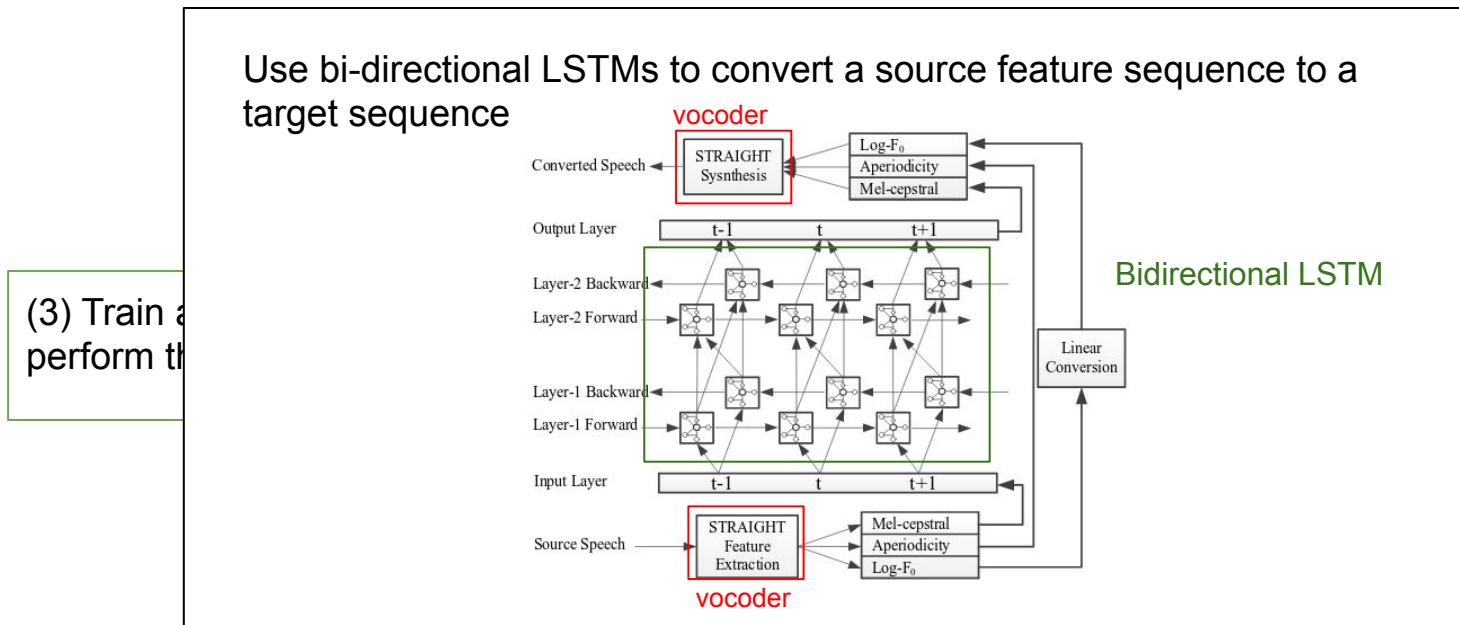 Use bi-directional LSTMs to convert a source feature sequence to a
target sequence
vocoder
Converted Speech
STRAIGHT
Sysnthesis
Log-F₀
Aperiodicity
Mel-cepstral
Output Layer
t-1 t t+1
Bidirectional LSTM
Layer-2 Backward
Layer-2 Forward
(3) Train
perform
Linear
Conversion
Layer-1 Backward
Layer-1 Forward
Input Layer
t-1 t t+1
Source Speech
STRAIGHT
Feature
Extraction
Mel-cepstral
Aperiodicity
Log-F₀
vocoder